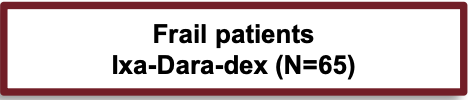 Frail patients
Ixa-Dara-dex (N=65)